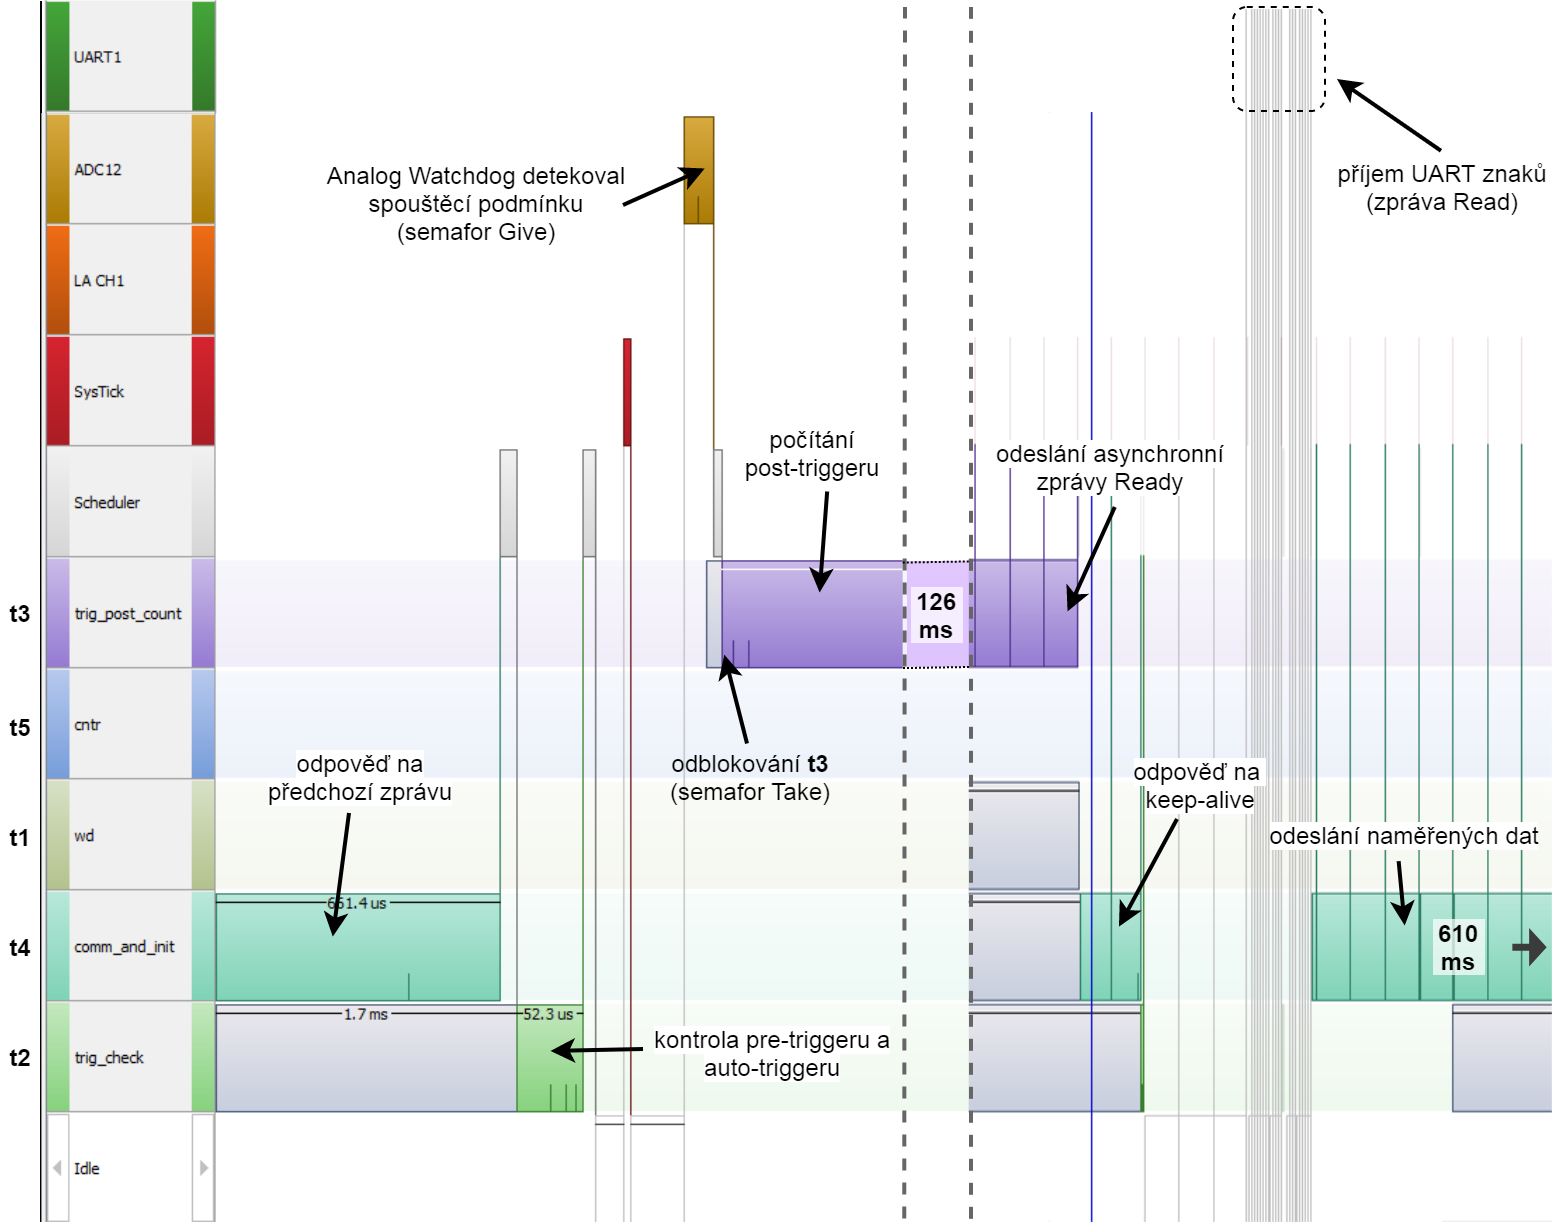 UART1
ADC12
LA CH1
SysTick
Scheduler
t3
trig_post_count
t5
cntr
t1
wd
t4
comm_and_init
t2
trig_check
Idle
Analog Watchdog detekoval
spouštěcí podmínku
(semafor Give)
příjem UART znaků
(zpráva Read)
počítání
post-triggeru
odeslání asynchronní
zprávy Ready
126
ms
odblokování t3
(semafor Take)
odpověď na
předchozí zprávu
odpověď na
keep-alive
odeslání naměřených dat
661.4 us
610
ms
1.7 ms
52.3 us
kontrola pre-triggeru a
auto-triggeru